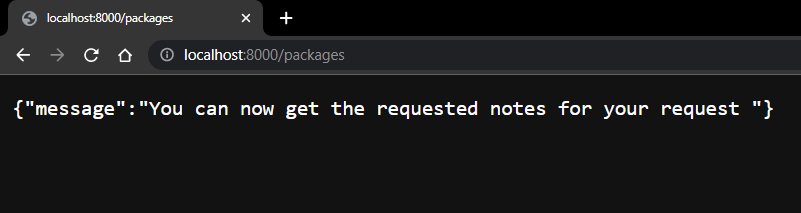 localhost:8000/packages
localhost:8000/packages
{"message":"You can now get the requested notes for your request "}